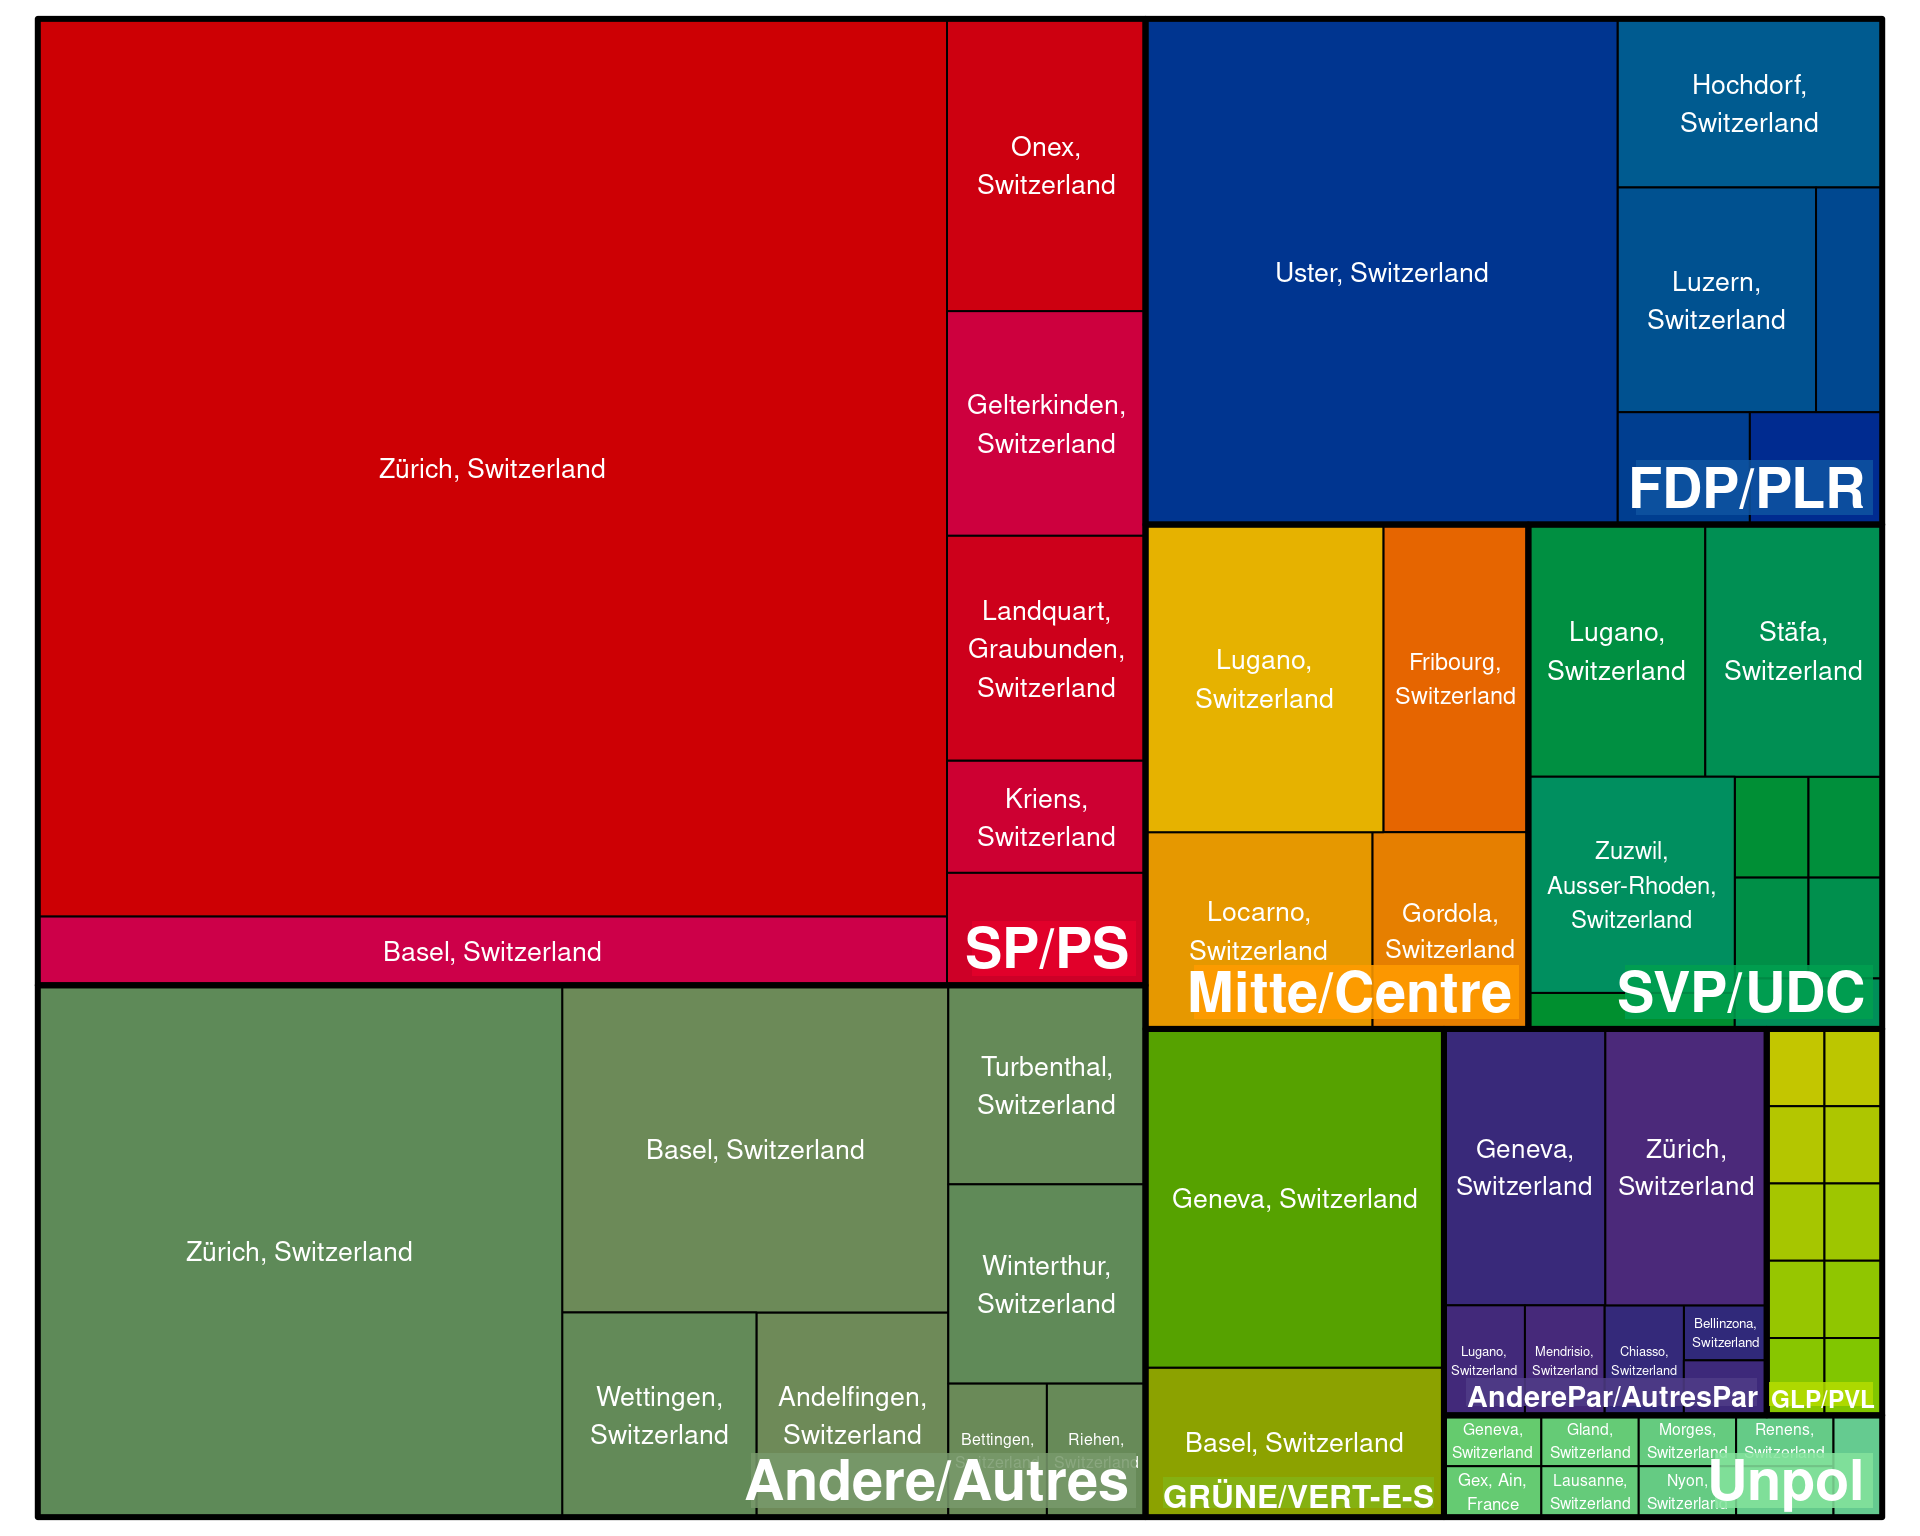 Zürich, Switzerland
Basel, Switzerland
Onex,
Switzerland
Gelterkinden,
Switzerland
Landquart,
Graubunden,
Switzerland
Kriens,
Switzerland
SP/PS
Uster, Switzerland
Hochdorf,
Switzerland
Luzern,
Switzerland
FDP/PLR
Lugano,
Switzerland
Fribourg,
Switzerland
Locarno,
Switzerland
Gordola,
Switzerland
Mitte/Centre
Lugano,
Switzerland
Stäfa,
Switzerland
Zuzwil,
Ausser-Rhoden,
Switzerland
SVP/UDC
Zürich, Switzerland
Basel, Switzerland
Wettingen,
Switzerland
Andelfingen,
Switzerland
Turbenthal,
Switzerland
Winterthur,
Switzerland
Bettingen,
Switzerland
Riehen,
Switzerland
Andere/Autres
Geneva, Switzerland
Basel, Switzerland
GRÜNE/VERT-E-S
Geneva,
Switzerland
Zürich,
Switzerland
Lugano,
Switzerland
Mendrisio,
Switzerland
Chiasso,
Switzerland
Bellinzona,
Switzerland
AnderePar/AutresPar
GLP/PVL
Geneva,
Switzerland
Gland,
Switzerland
Morges,
Switzerland
Renens,
Switzerland
Gex, Ain,
France
Lausanne,
Switzerland
Nyon,
Switzerland
Unpol